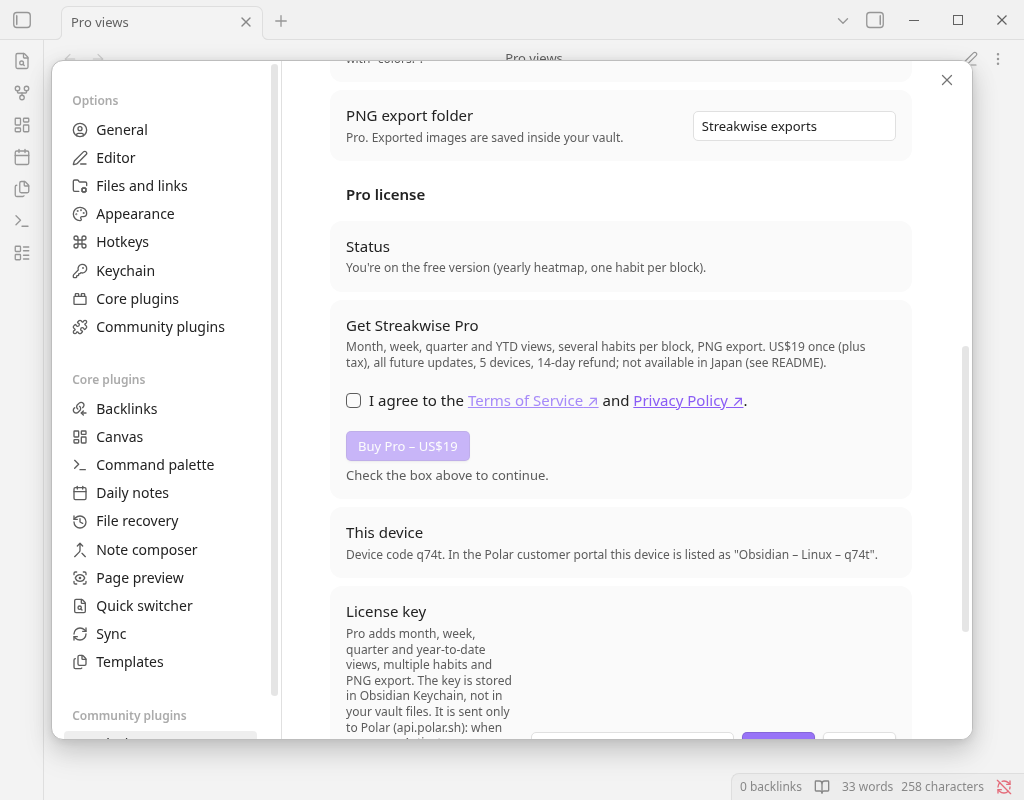 Pro views
Pro views
Options
General
Editor
Files and links
Appearance
Hotkeys
Keychain
Core plugins
Community plugins
Core plugins
Backlinks
Canvas
Command palette
Daily notes
File recovery
Note composer
Page preview
Quick switcher
Sync
Templates
Community plugins
PNG export folder
Pro. Exported images are saved inside your vault.
Streakwise exports
Pro license
Status
You're on the free version (yearly heatmap, one habit per block).
Get Streakwise Pro
Month, week, quarter and YTD views, several habits per block, PNG export. US$19 once (plus
tax), all future updates, 5 devices, 14-day refund; not available in Japan (see README).
I agree to the Terms of Service ↗ and Privacy Policy ↗.
Buy Pro – US$19
Check the box above to continue.
This device
Device code q74t. In the Polar customer portal this device is listed as "Obsidian – Linux – q74t".
License key
Pro adds month, week,
quarter and year-to-date
views, multiple habits and
PNG export. The key is stored
in Obsidian Keychain, not in
your vault files. It is sent only
to Polar (api.polar.sh): when
0 backlinks
33 words
258 characters